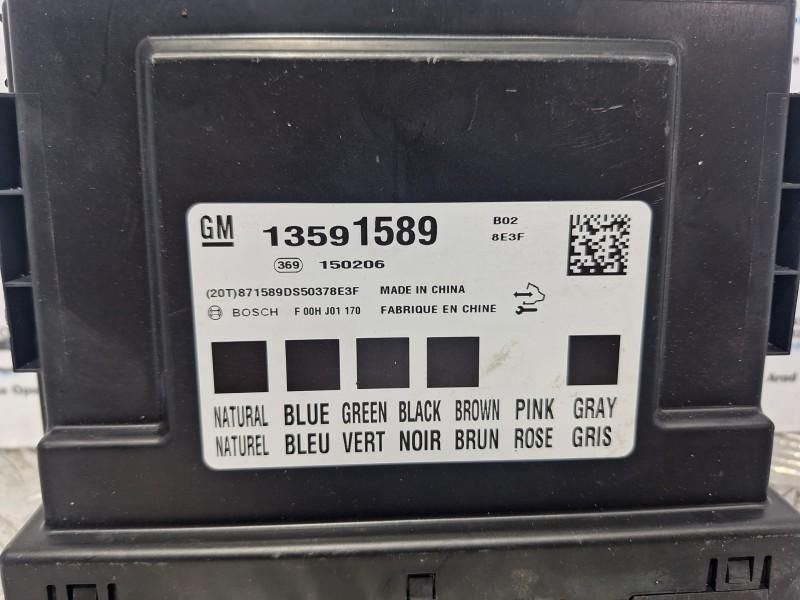 GM 13591589 B02
8E3F
369 150206
(20T)871589DS50378E3F MADE IN CHINA
BOSCH F 00H J01 170 FABRIQUE EN CHINE
NATURAL BLUE GREEN BLACK BROWN PINK GRAY
NATUREL BLEU VERT NOIR BRUN ROSE GRIS